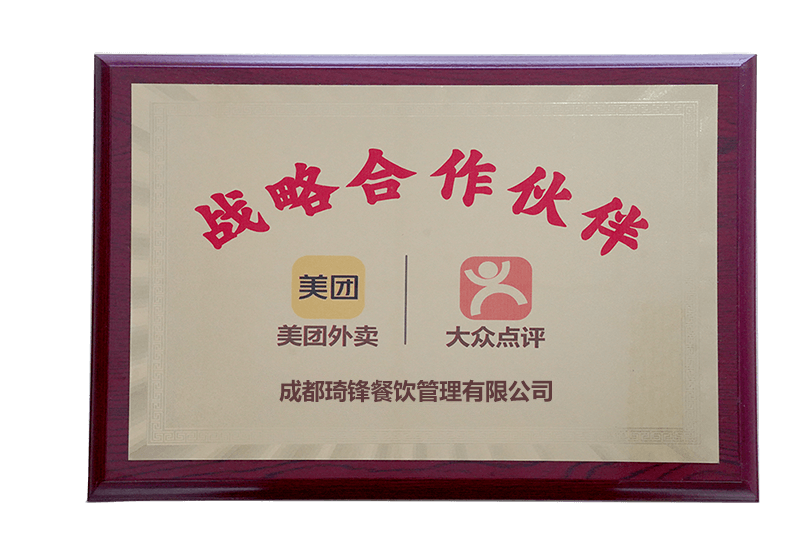 战略合作伙伴
美团
美团外卖
大众点评
成都琦锋餐饮管理有限公司